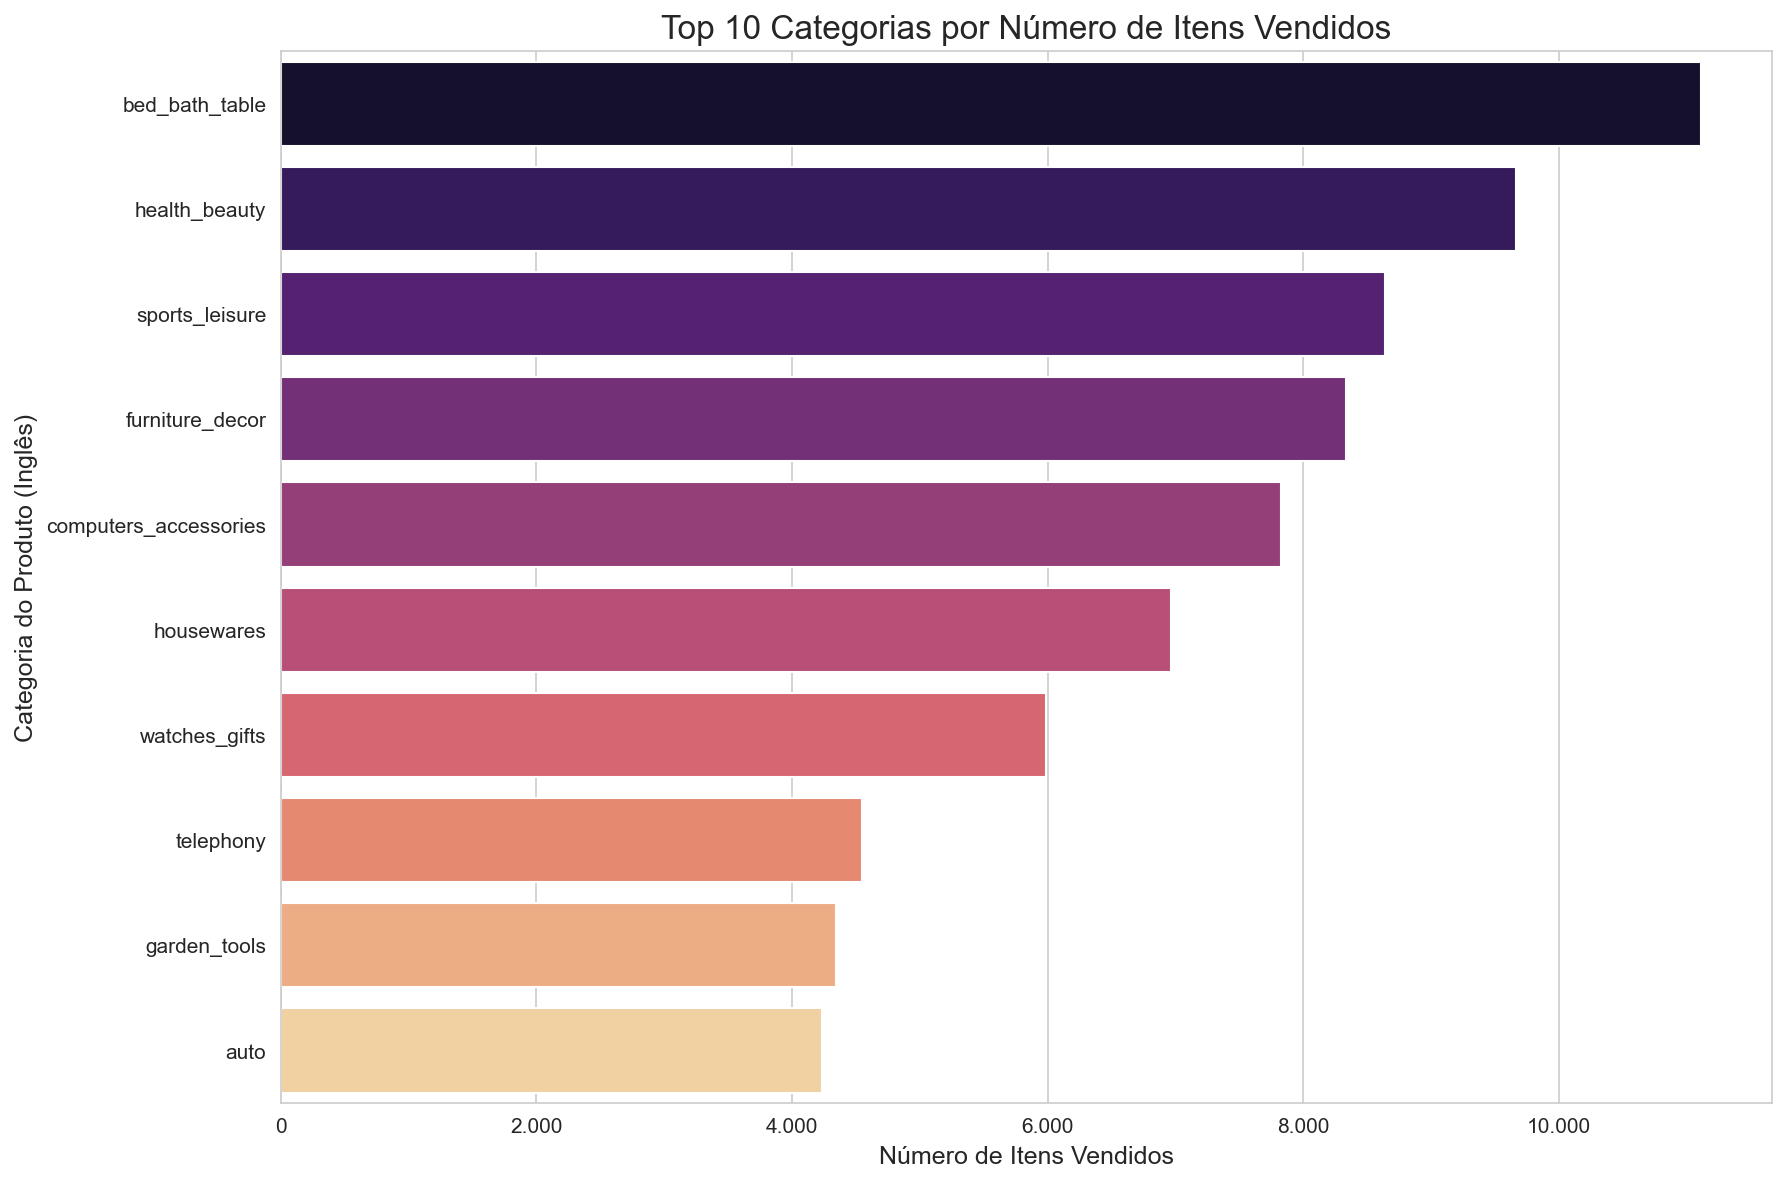 Top 10 Categorias por Número de Itens Vendidos
Categoria do Produto (Inglês)
bed_bath_table
health_beauty
sports_leisure
furniture_decor
computers_accessories
housewares
watches_gifts
telephony
garden_tools
auto
0 2.000 4.000 6.000 8.000 10.000
Número de Itens Vendidos